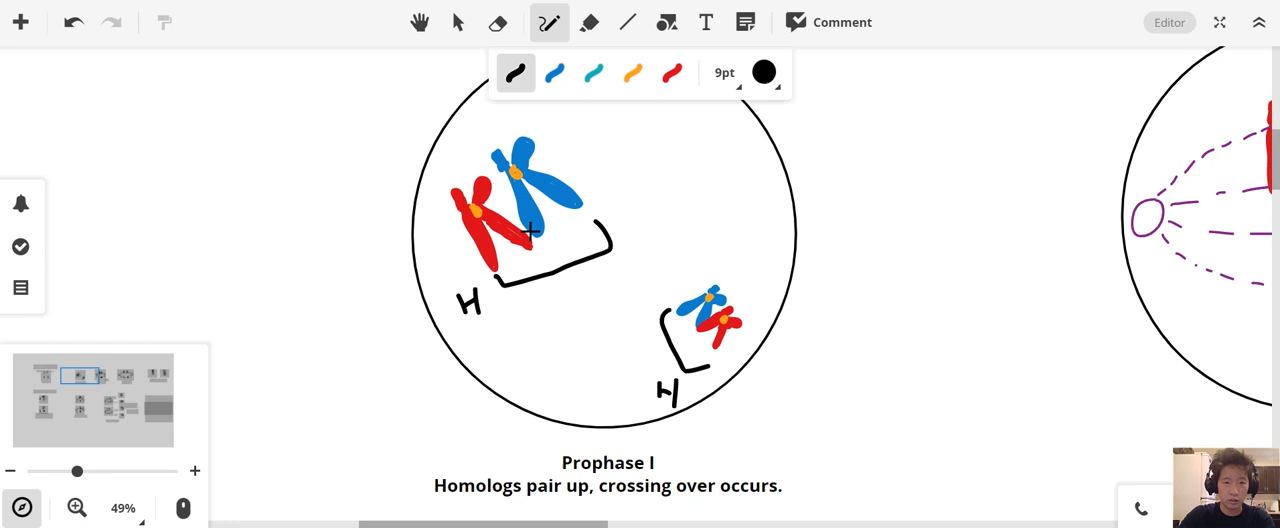 Comment
Editor
9pt
H
H
Prophase I
Homologs pair up, crossing over occurs.
49%